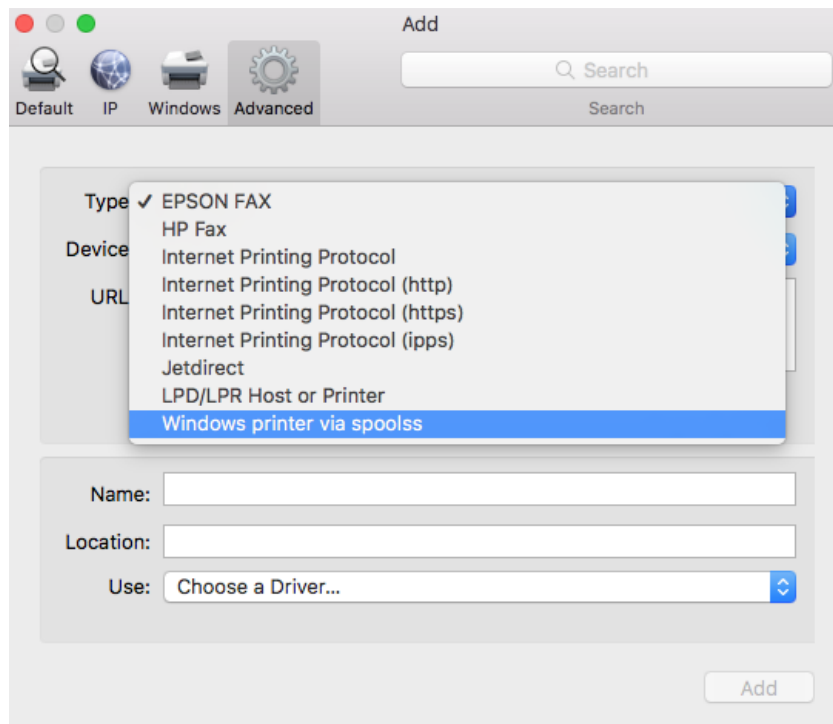 Add
Search
Default IP Windows Advanced Search
Type ✓ EPSON FAX
HP Fax
Device Internet Printing Protocol
Internet Printing Protocol (http)
URL Internet Printing Protocol (https)
Internet Printing Protocol (ipps)
Jetdirect
LPD/LPR Host or Printer
Windows printer via spoolss
Name:
Location:
Use: Choose a Driver...
Add